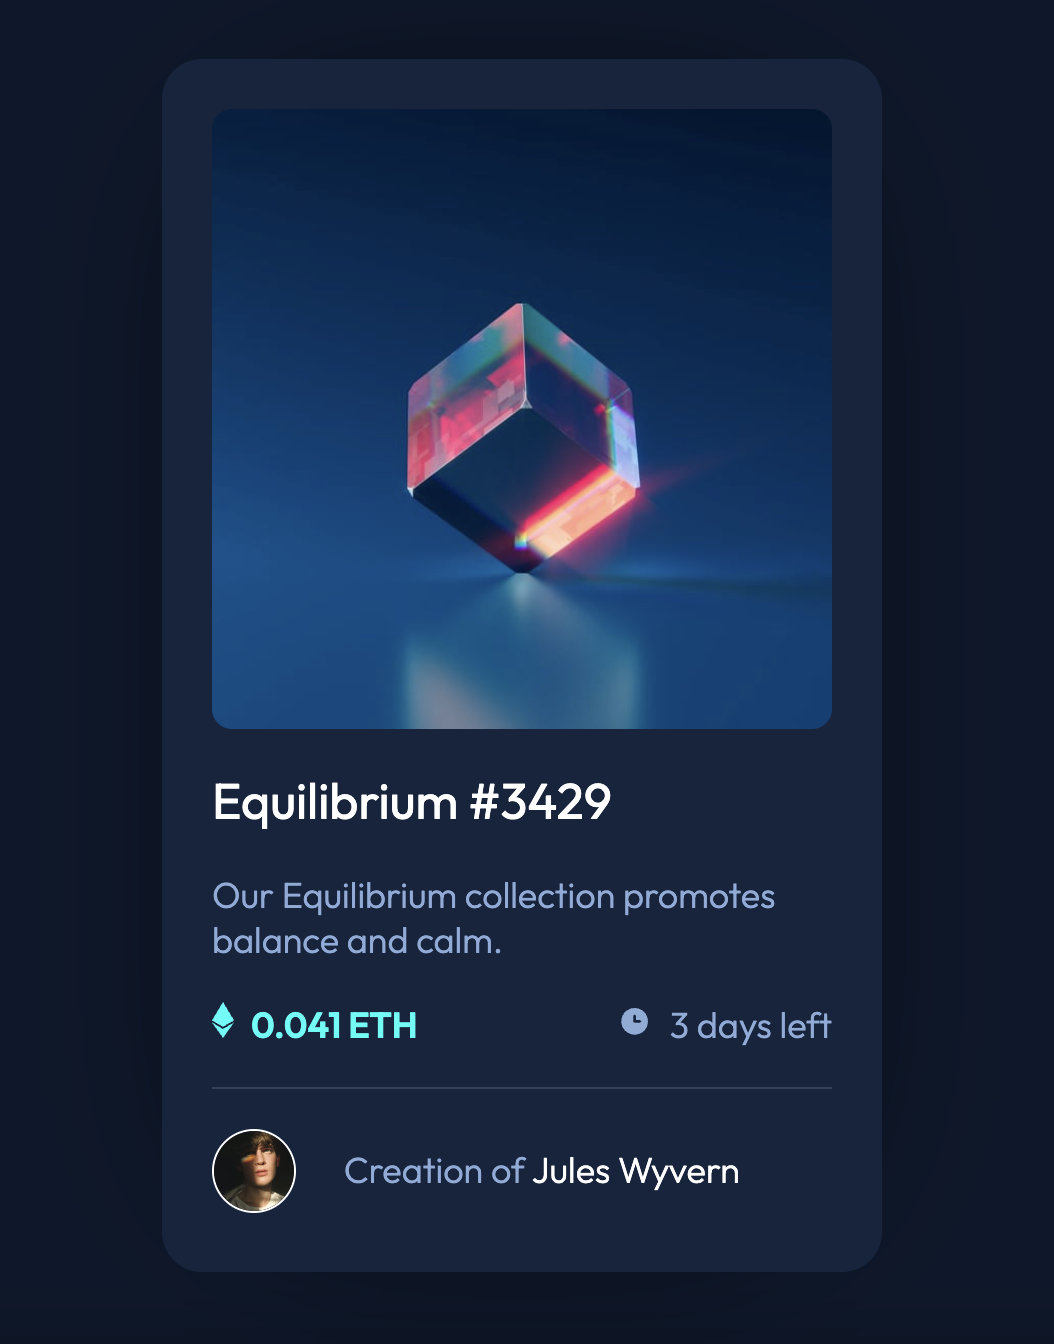 Equilibrium #3429
Our Equilibrium collection promotes
balance and calm.
0.041 ETH
3 days left
Creation of Jules Wyvern